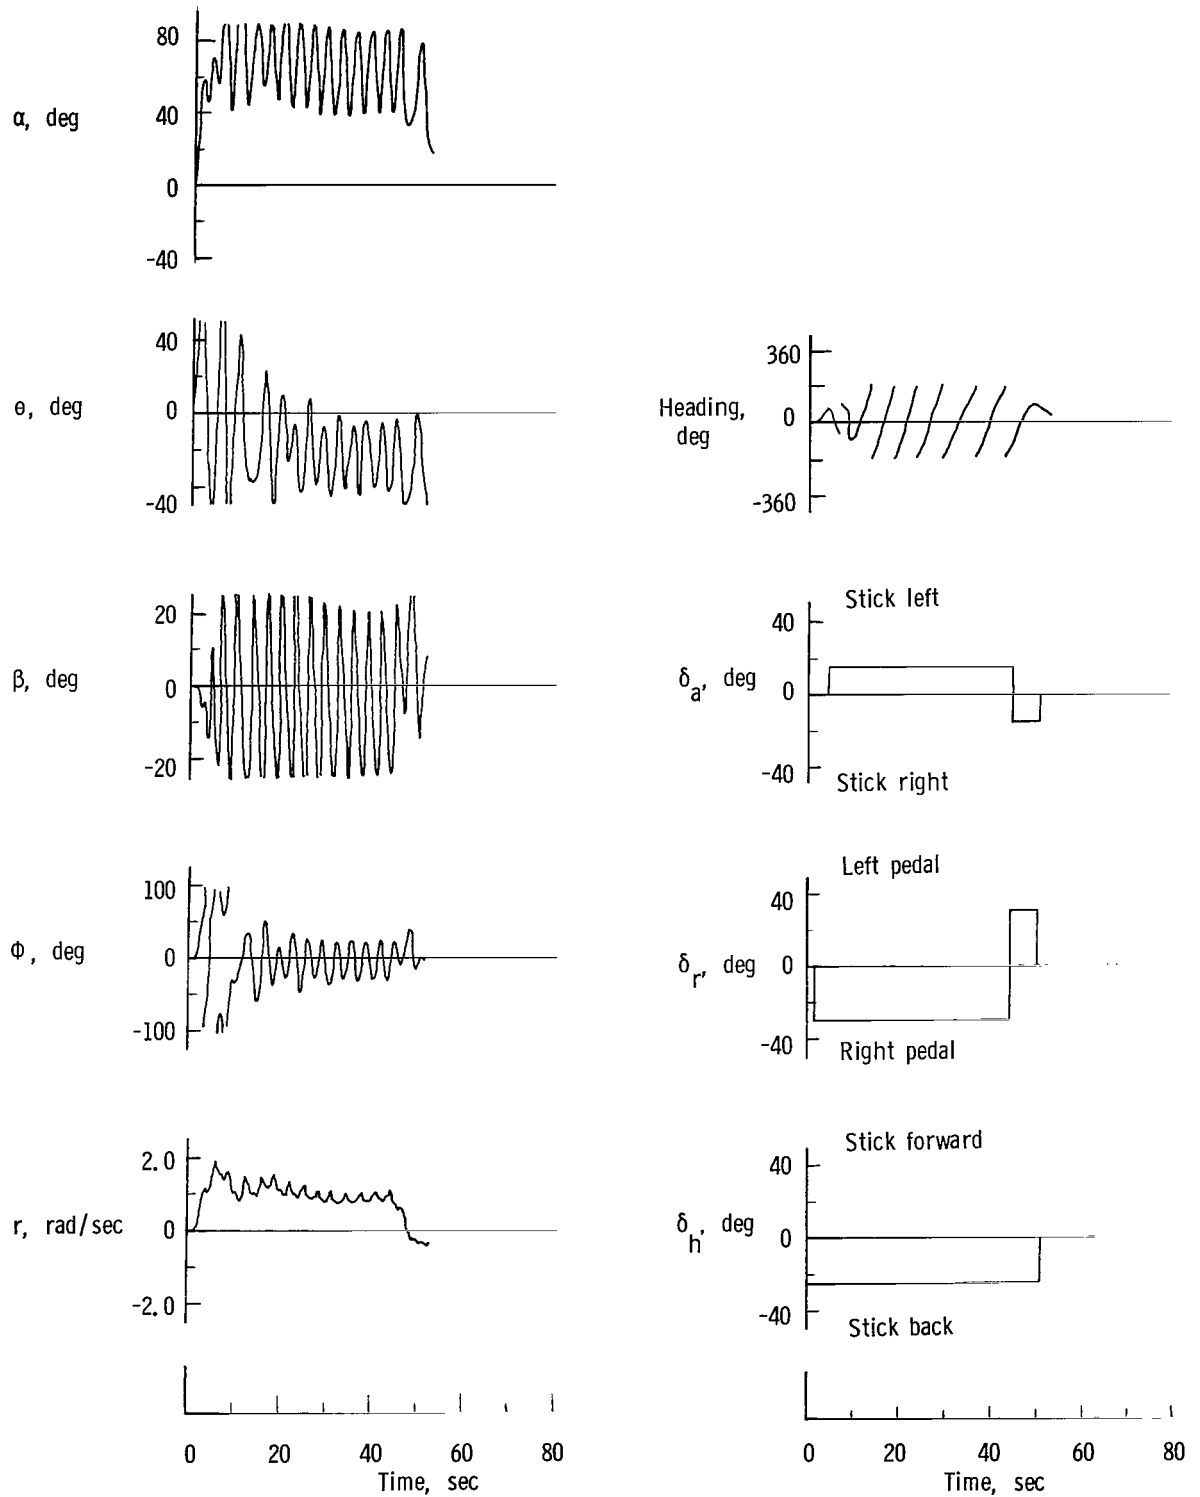 80
α, deg
40
0
-40
40
θ, deg
0
-40
20
β, deg
0
-20
100
Φ, deg
0
-100
2.0
r, rad/sec
0
-2.0
0 20 40 60 80
Time, sec
360
Heading,
deg
0
-360
Stick left
40
δa, deg
0
-40
Stick right
Left pedal
40
δr, deg
0
-40
Right pedal
Stick forward
40
δh, deg
0
-40
Stick back
0 20 40 60 80
Time, sec